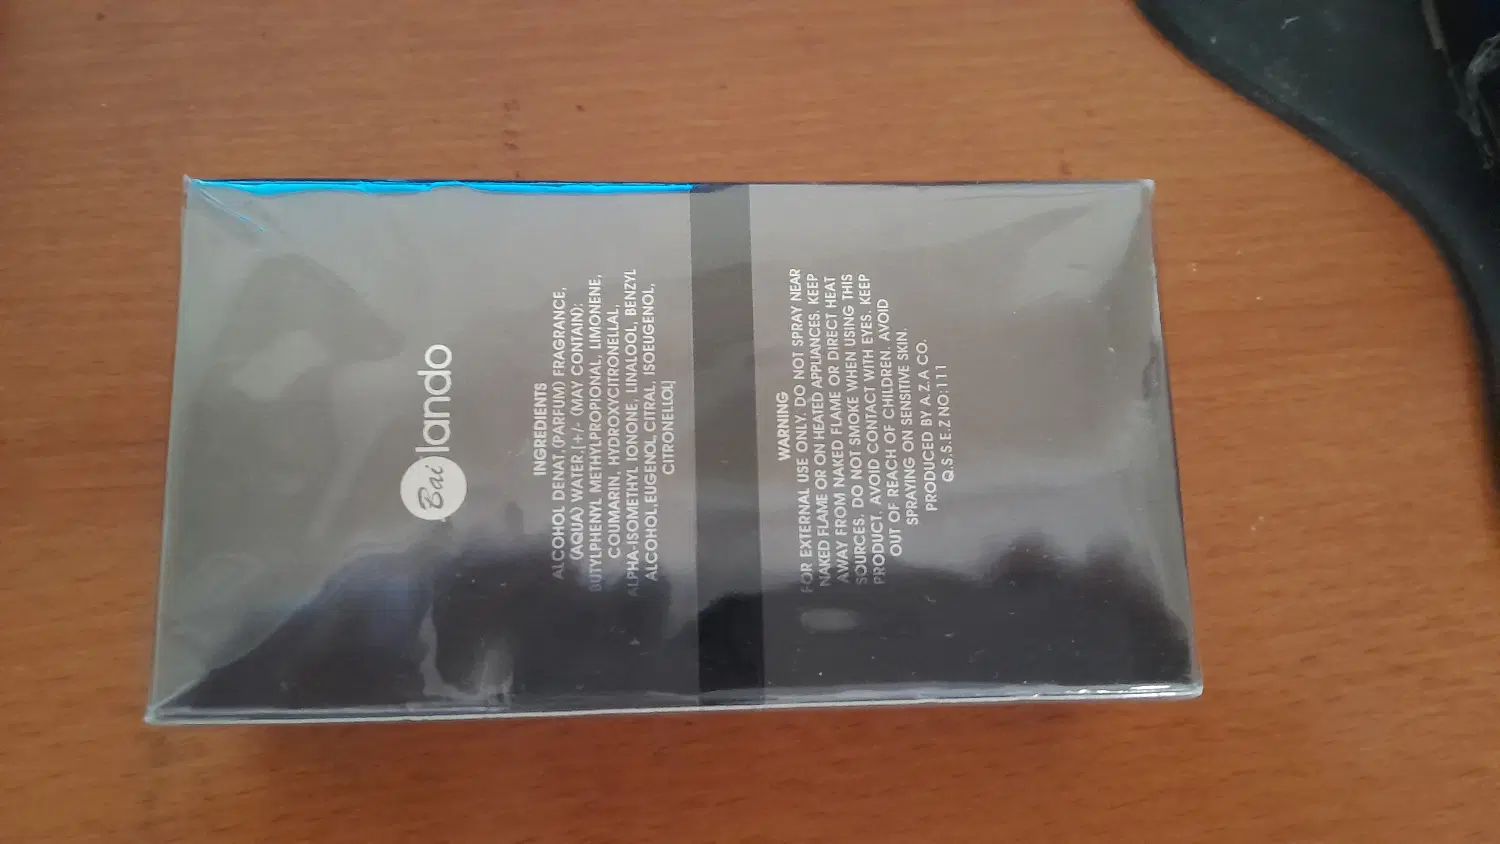 Bai lando
INGREDIENTS
ALCOHOL DENAT,(PARFUM) FRAGRANCE,
(AQUA) WATER,[+/- (MAY CONTAIN):
BUTYLPHENYL METHYLPROPIONAL, LIMONENE,
COUMARIN, HYDROXYCITRONELLAL,
ALPHA-ISOMETHYL IONONE, LINALOOL, BENZYL
ALCOHOL,EUGENOL,CITRAL, ISOEUGENOL,
CITRONELLOL]
WARNING
FOR EXTERNAL USE ONLY. DO NOT SPRAY NEAR
NAKED FLAME OR ON HEATED APPLIANCES. KEEP
AWAY FROM NAKED FLAME OR DIRECT HEAT
SOURCES. DO NOT SMOKE WHEN USING THIS
PRODUCT. AVOID CONTACT WITH EYES. KEEP
OUT OF REACH OF CHILDREN. AVOID
SPRAYING ON SENSITIVE SKIN.
PRODUCED BY A.Z.A CO.
Q.S.S.E.Z NO:111